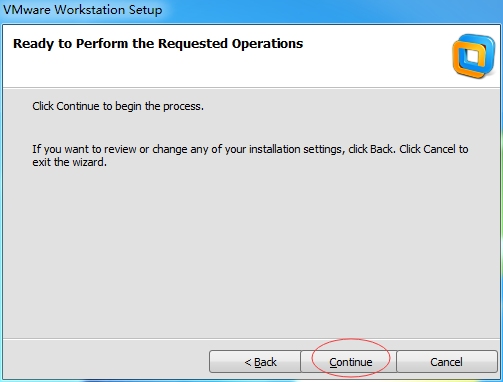 VMware Workstation Setup
Ready to Perform the Requested Operations
Click Continue to begin the process.
If you want to review or change any of your installation settings, click Back. Click Cancel to
exit the wizard.
< Back Continue Cancel